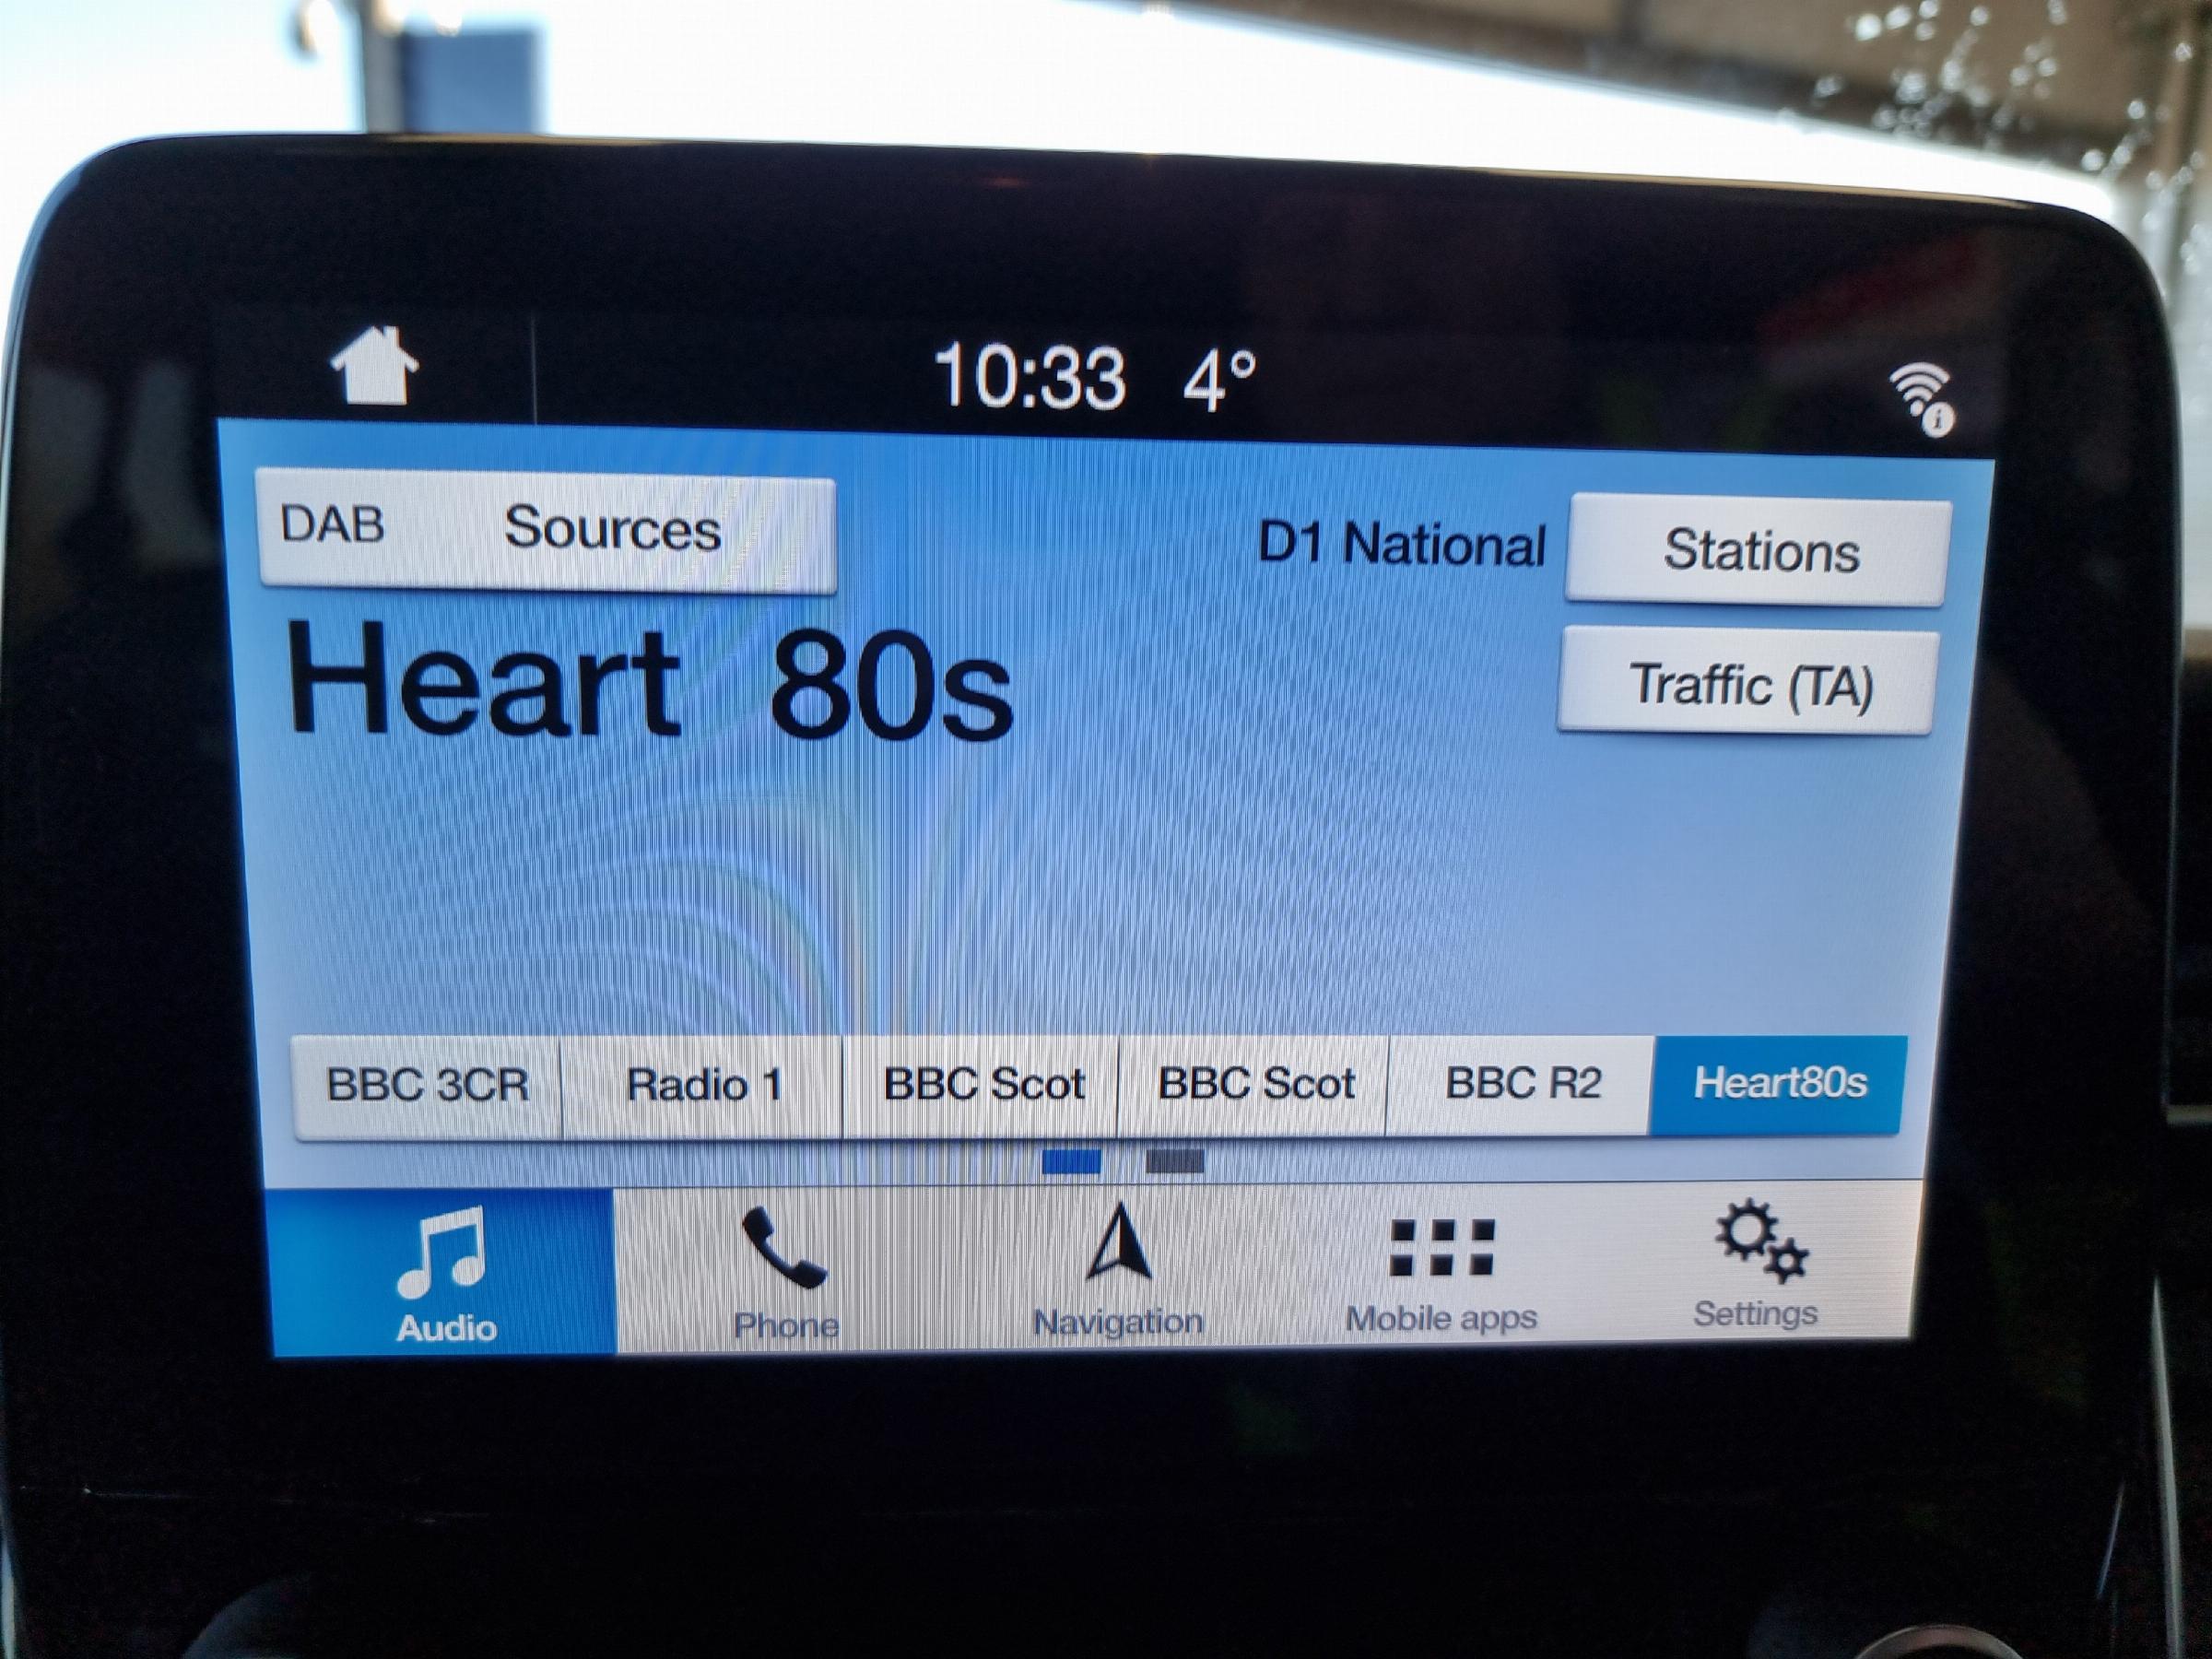 10:33 4°
DAB Sources
D1 National Stations
Heart 80s
Traffic (TA)
BBC 3CR Radio 1 BBC Scot BBC Scot BBC R2 Heart80s
Audio Phone Navigation Mobile apps Settings